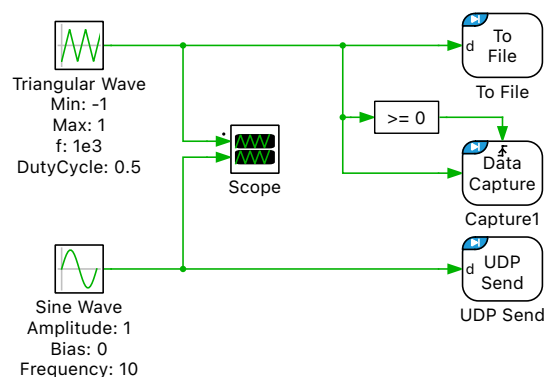 d
To
File
To File
Triangular Wave
Min: -1
Max: 1
f: 1e3
DutyCycle: 0.5
>= 0
Scope
Data
Capture
Capture1
d
UDP
Send
UDP Send
Sine Wave
Amplitude: 1
Bias: 0
Frequency: 10